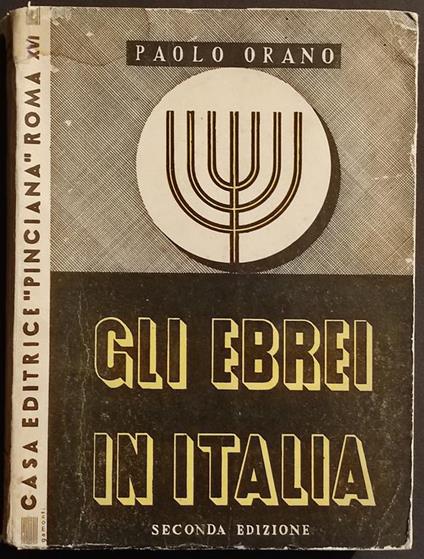 PAOLO ORANO
GLI EBREI
IN ITALIA
SECONDA EDIZIONE
CASA EDITRICE "PINCIANA" ROMA XVI